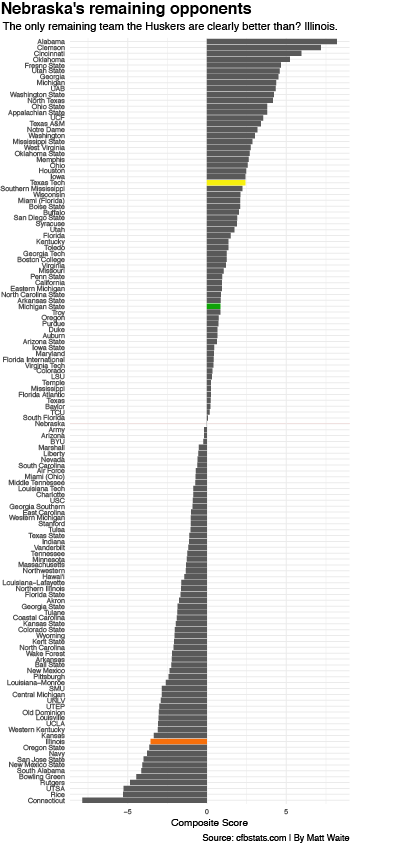 Nebraska's remaining opponents
The only remaining team the Huskers are clearly better than? Illinois.
Alabama
Clemson
Cincinnati
Oklahoma
Fresno State
Utah State
Georgia
Michigan
UAB
Washington State
North Texas
Ohio State
Appalachian State
UCF
Texas A&M
Notre Dame
Washington
Mississippi State
West Virginia
Oklahoma State
Memphis
Ohio
Houston
Iowa
Texas Tech
Southern Mississippi
Wisconsin
Miami (Florida)
Boise State
Buffalo
San Diego State
Syracuse
Utah
Florida
Kentucky
Toledo
Georgia Tech
Boston College
Virginia
Missouri
Penn State
California
Eastern Michigan
North Carolina State
Arkansas State
Michigan State
Troy
Oregon
Purdue
Duke
Auburn
Arizona State
Iowa State
Maryland
Florida International
Virginia Tech
Colorado
LSU
Temple
Mississippi
Florida Atlantic
Texas
Baylor
TCU
South Florida
Nebraska
Army
Arizona
BYU
Marshall
Liberty
Nevada
South Carolina
Air Force
Miami (Ohio)
Middle Tennessee
Louisiana Tech
Charlotte
USC
Georgia Southern
East Carolina
Western Michigan
Stanford
Tulsa
Texas State
Indiana
Vanderbilt
Tennessee
Minnesota
Massachusetts
Northwestern
Hawai'i
Louisiana-Lafayette
Northern Illinois
Florida State
Akron
Georgia State
Tulane
Coastal Carolina
Kansas State
Colorado State
Wyoming
Kent State
North Carolina
Wake Forest
Arkansas
Ball State
New Mexico
Pittsburgh
Louisiana-Monroe
SMU
Central Michigan
UNLV
UTEP
Old Dominion
Louisville
UCLA
Western Kentucky
Kansas
Illinois
Oregon State
Navy
San Jose State
New Mexico State
South Alabama
Bowling Green
Rutgers
UTSA
Rice
Connecticut
-5 0 5
Composite Score
Source: cfbstats.com | By Matt Waite